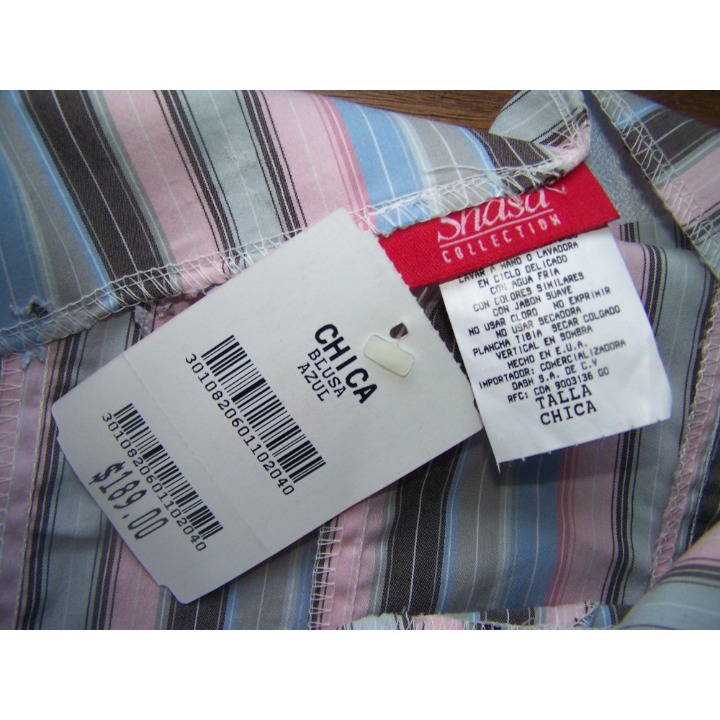 shasa
COLLECTION
LAVAR A MANO O LAVADORA
EN CICLO DELICADO
CON AGUA FRIA
CON COLORES SIMILARES
CON JABON SUAVE
NO USAR CLORO NO EXPRIMIR
NO USAR SECADORA
PLANCHA TIBIA SECAR COLGADO
VERTICAL EN SOMBRA
HECHO EN E.U.A.
IMPORTADOR: COMERCIALIZADORA
DASH S.A. DE C.V
RFC: CDA 9003136 GO
TALLA
CHICA
CHICA
BLUSA
AZUL
3010820601102040
3010820601102040
$189.00